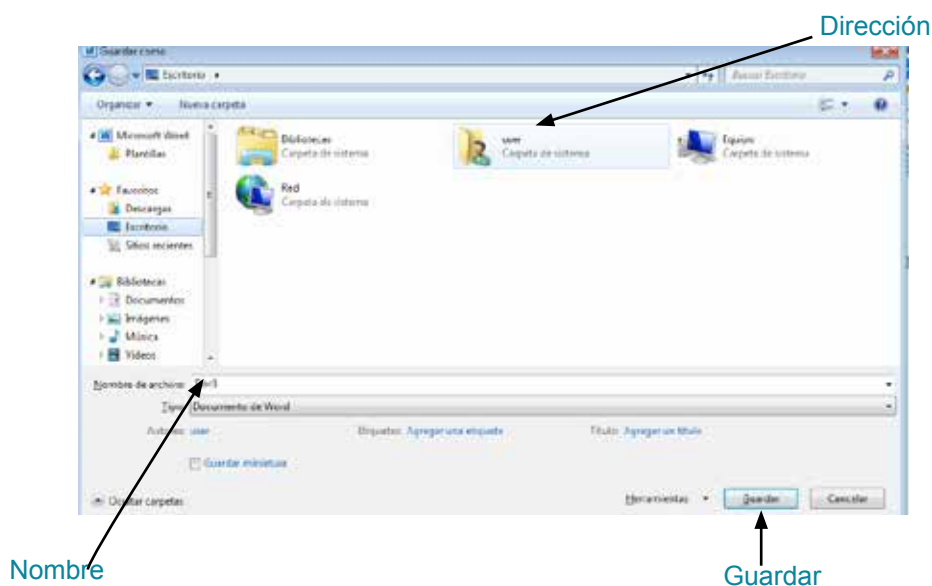 Dirección
Guardar como
Escritorio
Buscar Escritorio
Organizar
Nueva carpeta
Microsoft Word
Plantillas
Favoritos
Descargas
Escritorio
Sitios recientes
Bibliotecas
Documentos
Imágenes
Música
Vídeos
Bibliotecas
Carpeta de sistema
user
Carpeta de sistema
Equipo
Carpeta de sistema
Red
Carpeta de sistema
Nombre de archivo:
Tipo: Documento de Word
Autores: user
Etiquetas: Agregar una etiqueta
Título: Agregar un título
Guardar miniatura
Ocultar carpetas
Herramientas
Guardar
Cancelar
Nombre
Guardar